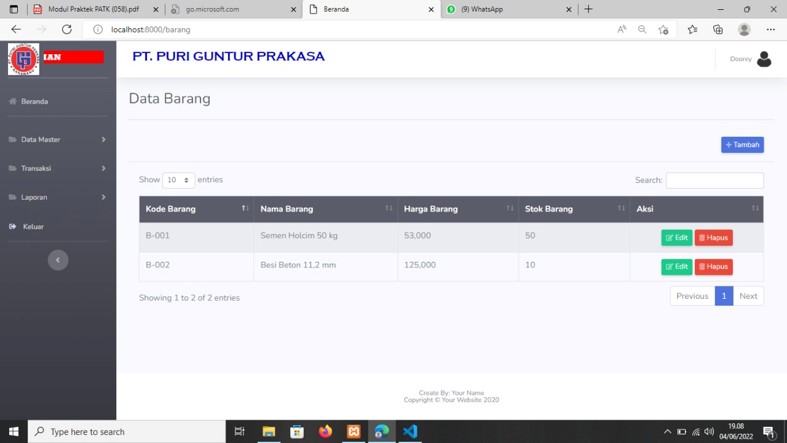 Modul Praktek PATK (058).pdf
go.microsoft.com
Beranda
(9) WhatsApp
localhost:8000/barang
IAN
PT. PURI GUNTUR PRAKASA
Doorey
Beranda
Data Master
Transaksi
Laporan
Keluar
Data Barang
+ Tambah
Show 10 entries
Search:
Kode Barang Nama Barang Harga Barang Stok Barang Aksi
B-001 Semen Holcim 50 kg 53,000 50 Edit Hapus
B-002 Besi Beton 11,2 mm 125,000 10 Edit Hapus
Showing 1 to 2 of 2 entries
Previous 1 Next
Create By: Your Name
Copyright © Your Website 2020
Type here to search
19.08
04/06/2022